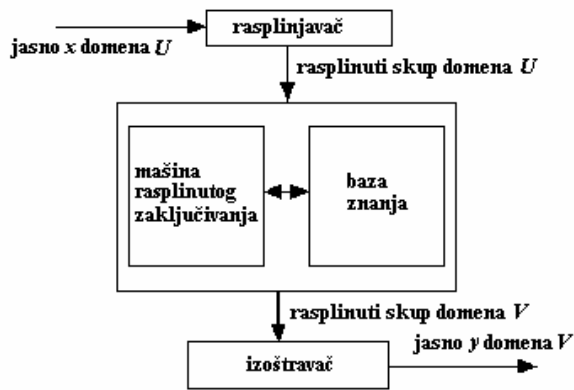 rasplinjavač
jasno x domena U
rasplinuti skup domena U
mašina
rasplinutog
zaključivanja
baza
znanja
rasplinuti skup domena V
jasno y domena V
izoštravač